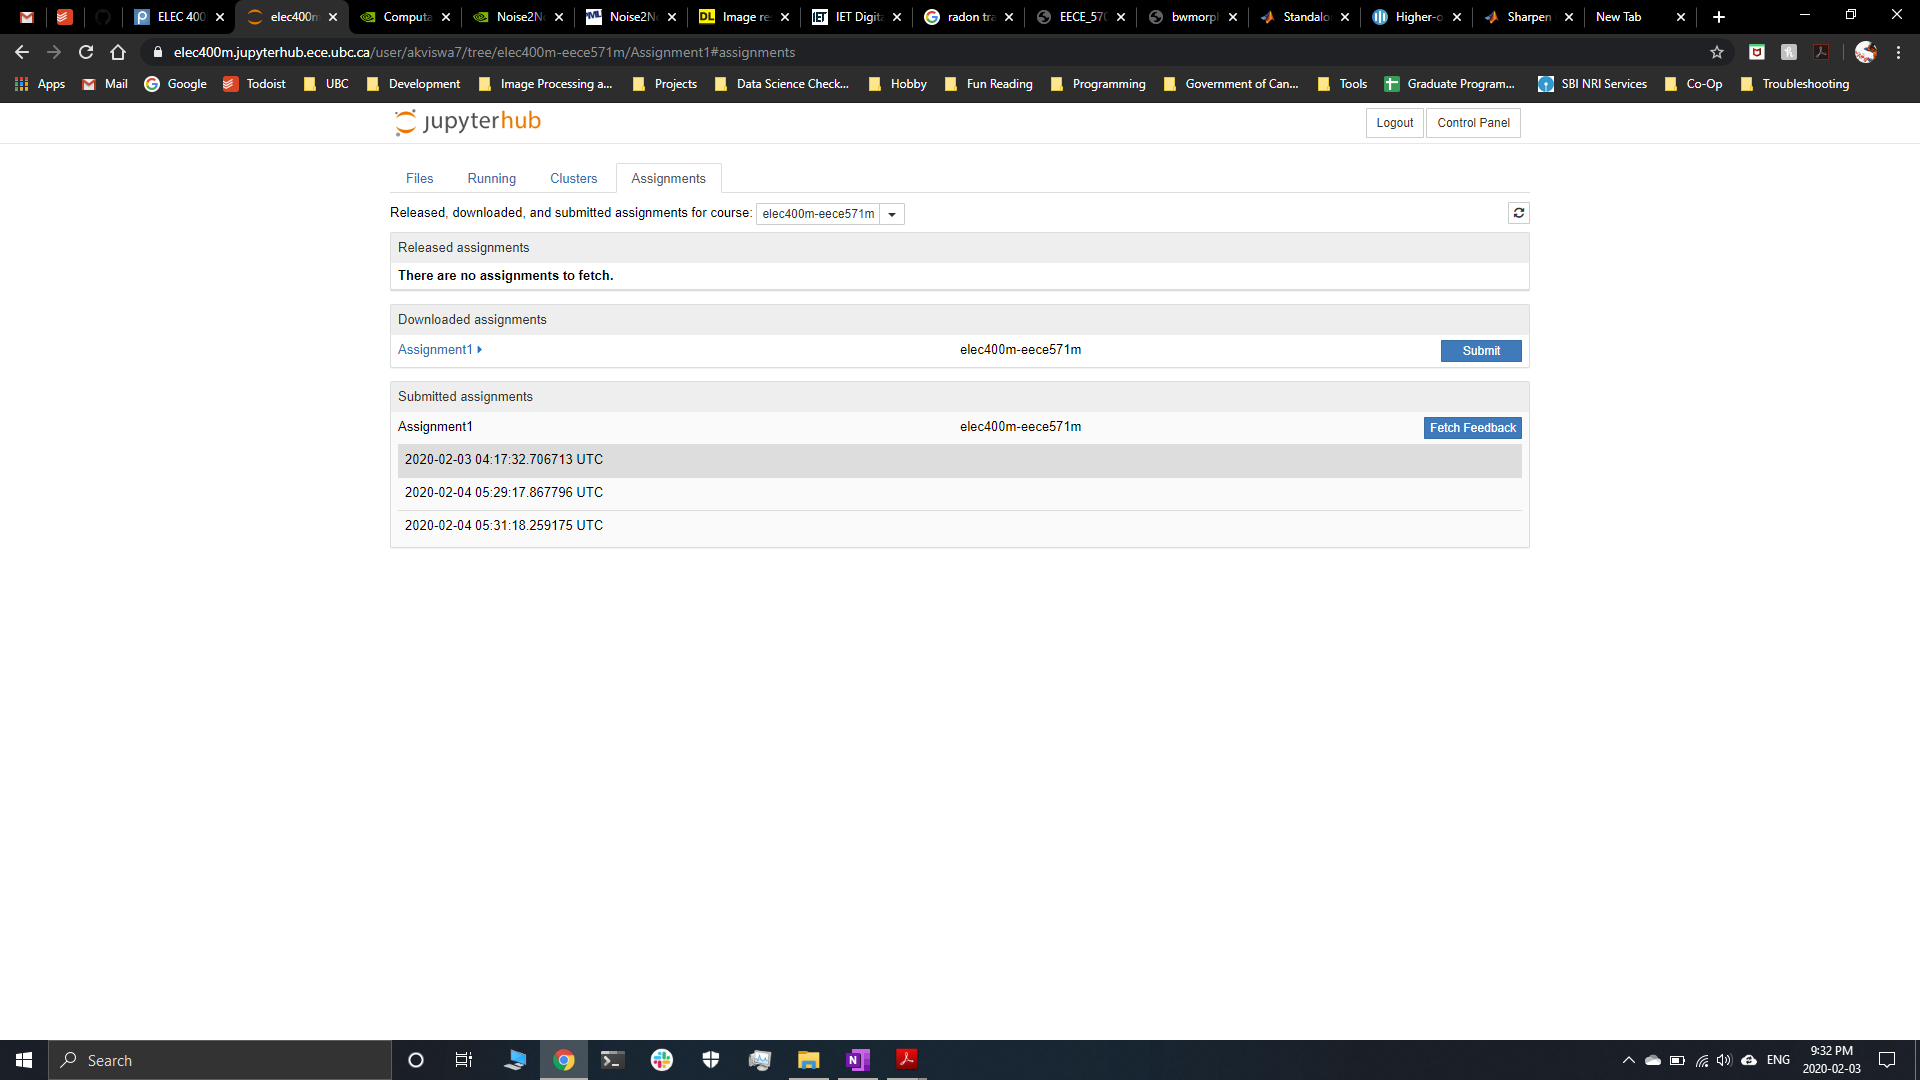 ELEC 400
elec400m
Computa
Noise2N
Noise2N
Image re
IET Digit
radon tra
EECE_570
bwmorph
Standalo
Higher-o
Sharpen
New Tab
elec400m.jupyterhub.ece.ubc.ca/user/akviswa7/tree/elec400m-eece571m/Assignment1#assignments
Apps Mail Google Todoist UBC Development Image Processing a... Projects Data Science Check... Hobby Fun Reading Programming Government of Can... Tools Graduate Program... SBI NRI Services Co-Op Troubleshooting
jupyterhub
Logout Control Panel
Files Running Clusters Assignments
Released, downloaded, and submitted assignments for course: elec400m-eece571m
Released assignments
There are no assignments to fetch.
Downloaded assignments
Assignment1 elec400m-eece571m Submit
Submitted assignments
Assignment1 elec400m-eece571m Fetch Feedback
2020-02-03 04:17:32.706713 UTC
2020-02-04 05:29:17.867796 UTC
2020-02-04 05:31:18.259175 UTC
Search
ENG
9:32 PM
2020-02-03